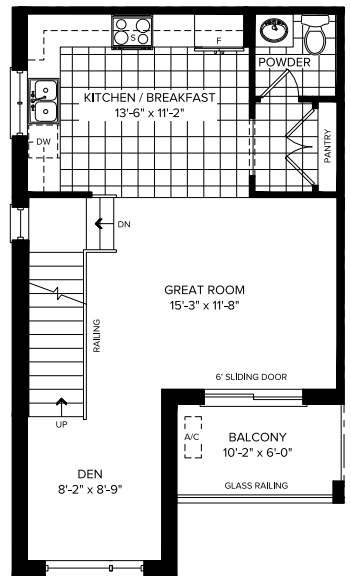 S
F
POWDER
KITCHEN / BREAKFAST
13'-6" x 11'-2"
DW
PANTRY
DN
GREAT ROOM
15'-3" x 11'-8"
RAILING
6' SLIDING DOOR
UP
A/C
BALCONY
10'-2" x 6'-0"
DEN
8'-2" x 8'-9"
GLASS RAILING